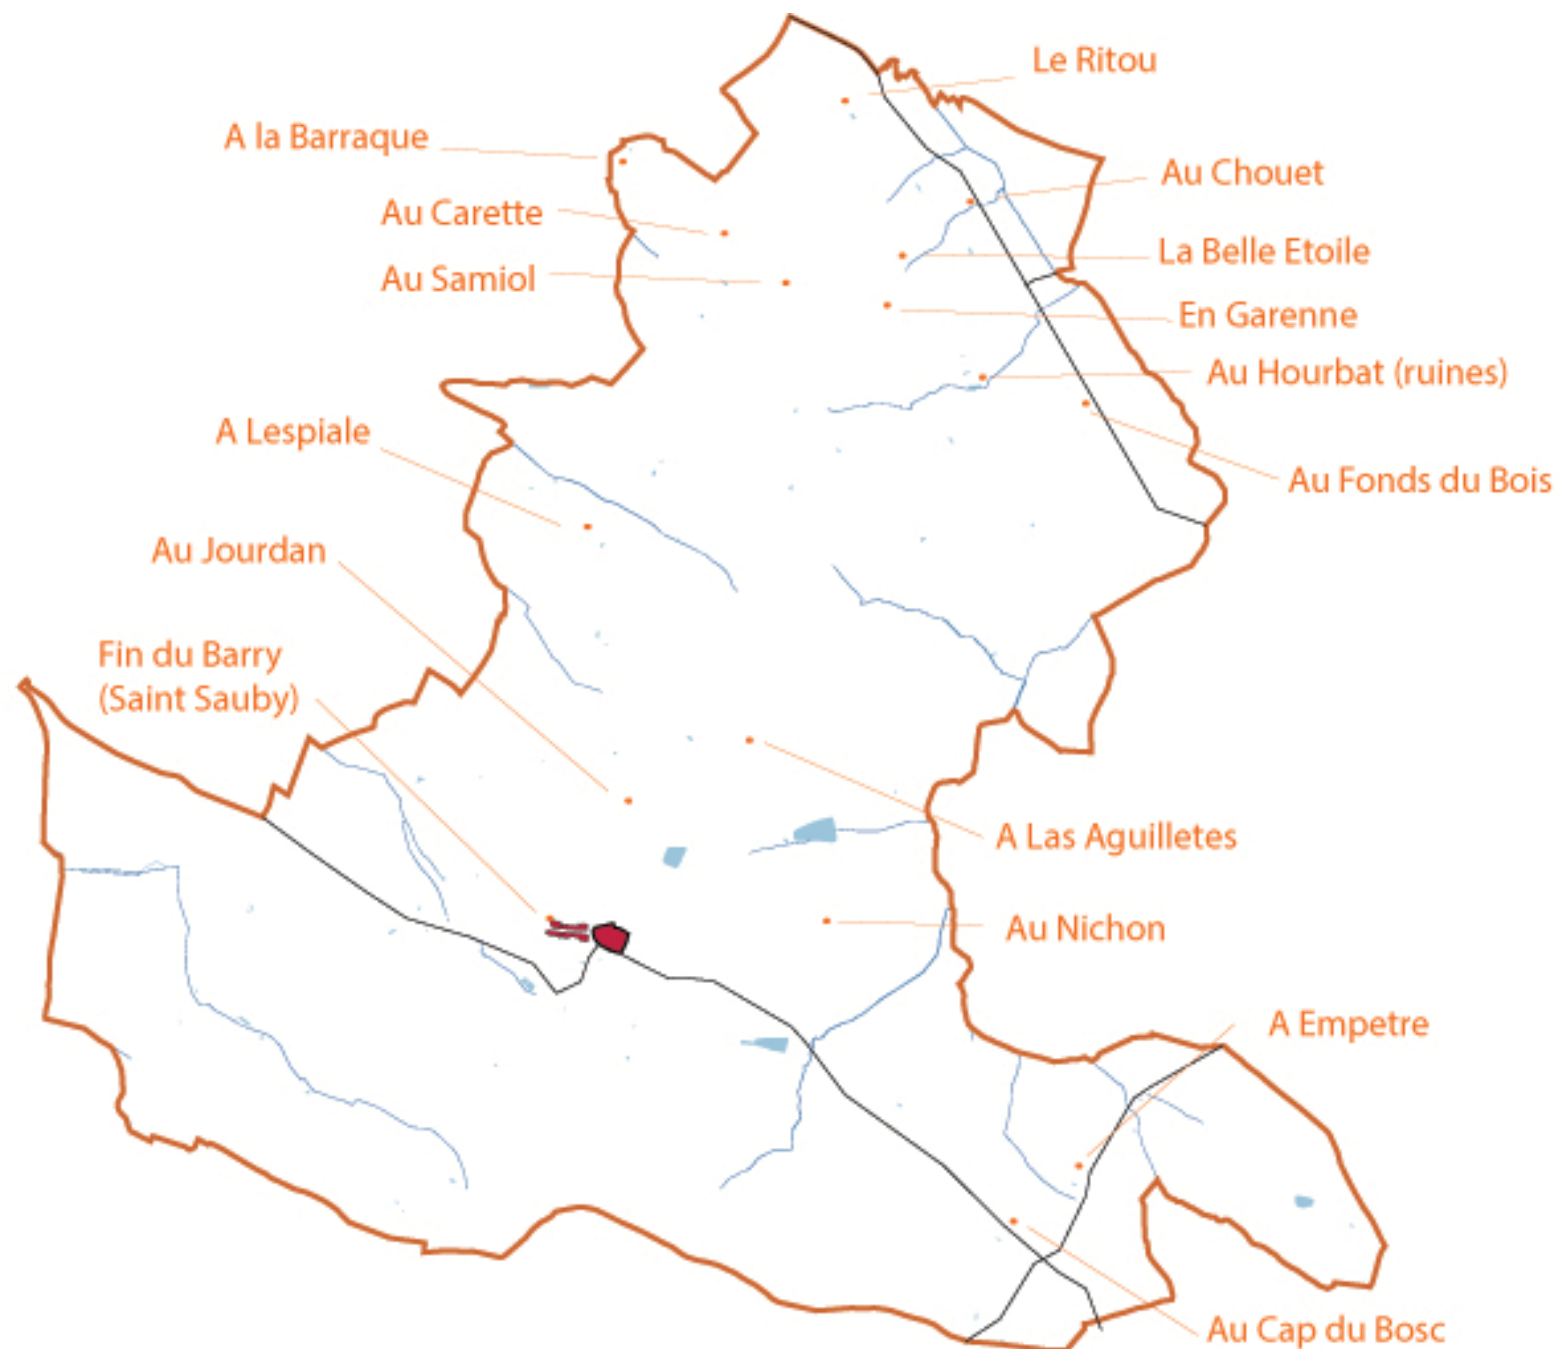 Le Ritou
A la Barraque
Au Chouet
Au Carette
La Belle Etoile
Au Samiol
En Garenne
Au Hourbat (ruines)
A Lespiale
Au Fonds du Bois
Au Jourdan
Fin du Barry
(Saint Sauby)
A Las Aguilletes
Au Nichon
A Empetre
Au Cap du Bosc